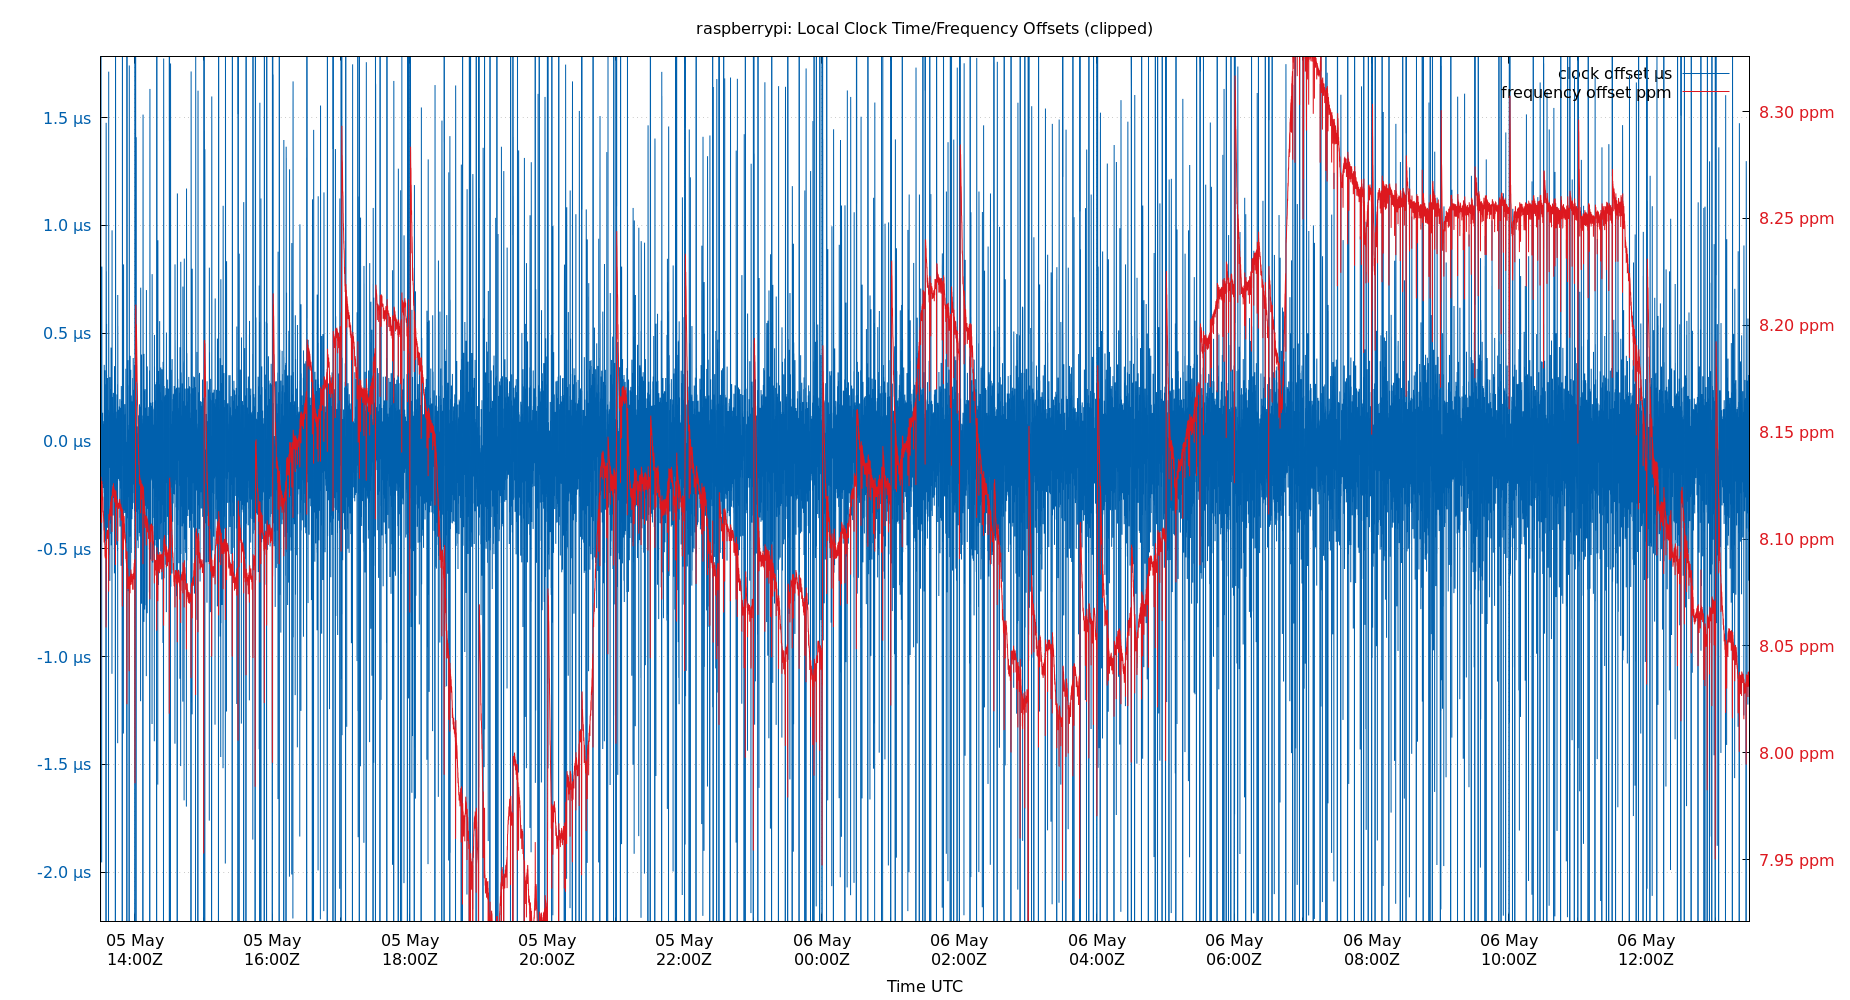 raspberrypi: Local Clock Time/Frequency Offsets (clipped)
clock offset µs
frequency offset ppm
1.5 µs
1.0 µs
0.5 µs
0.0 µs
-0.5 µs
-1.0 µs
-1.5 µs
-2.0 µs
8.30 ppm
8.25 ppm
8.20 ppm
8.15 ppm
8.10 ppm
8.05 ppm
8.00 ppm
7.95 ppm
05 May 05 May 05 May 05 May 05 May 06 May 06 May 06 May 06 May 06 May 06 May 06 May
14:00Z 16:00Z 18:00Z 20:00Z 22:00Z 00:00Z 02:00Z 04:00Z 06:00Z 08:00Z 10:00Z 12:00Z
Time UTC